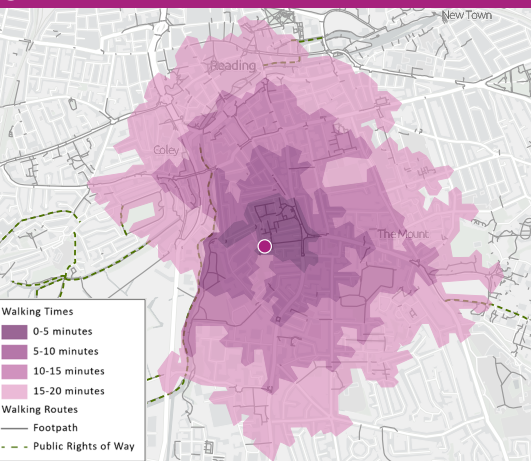 New Town
Reading
Coley
The Mount
Walking Times
0-5 minutes
5-10 minutes
10-15 minutes
15-20 minutes
Walking Routes
Footpath
Public Rights of Way